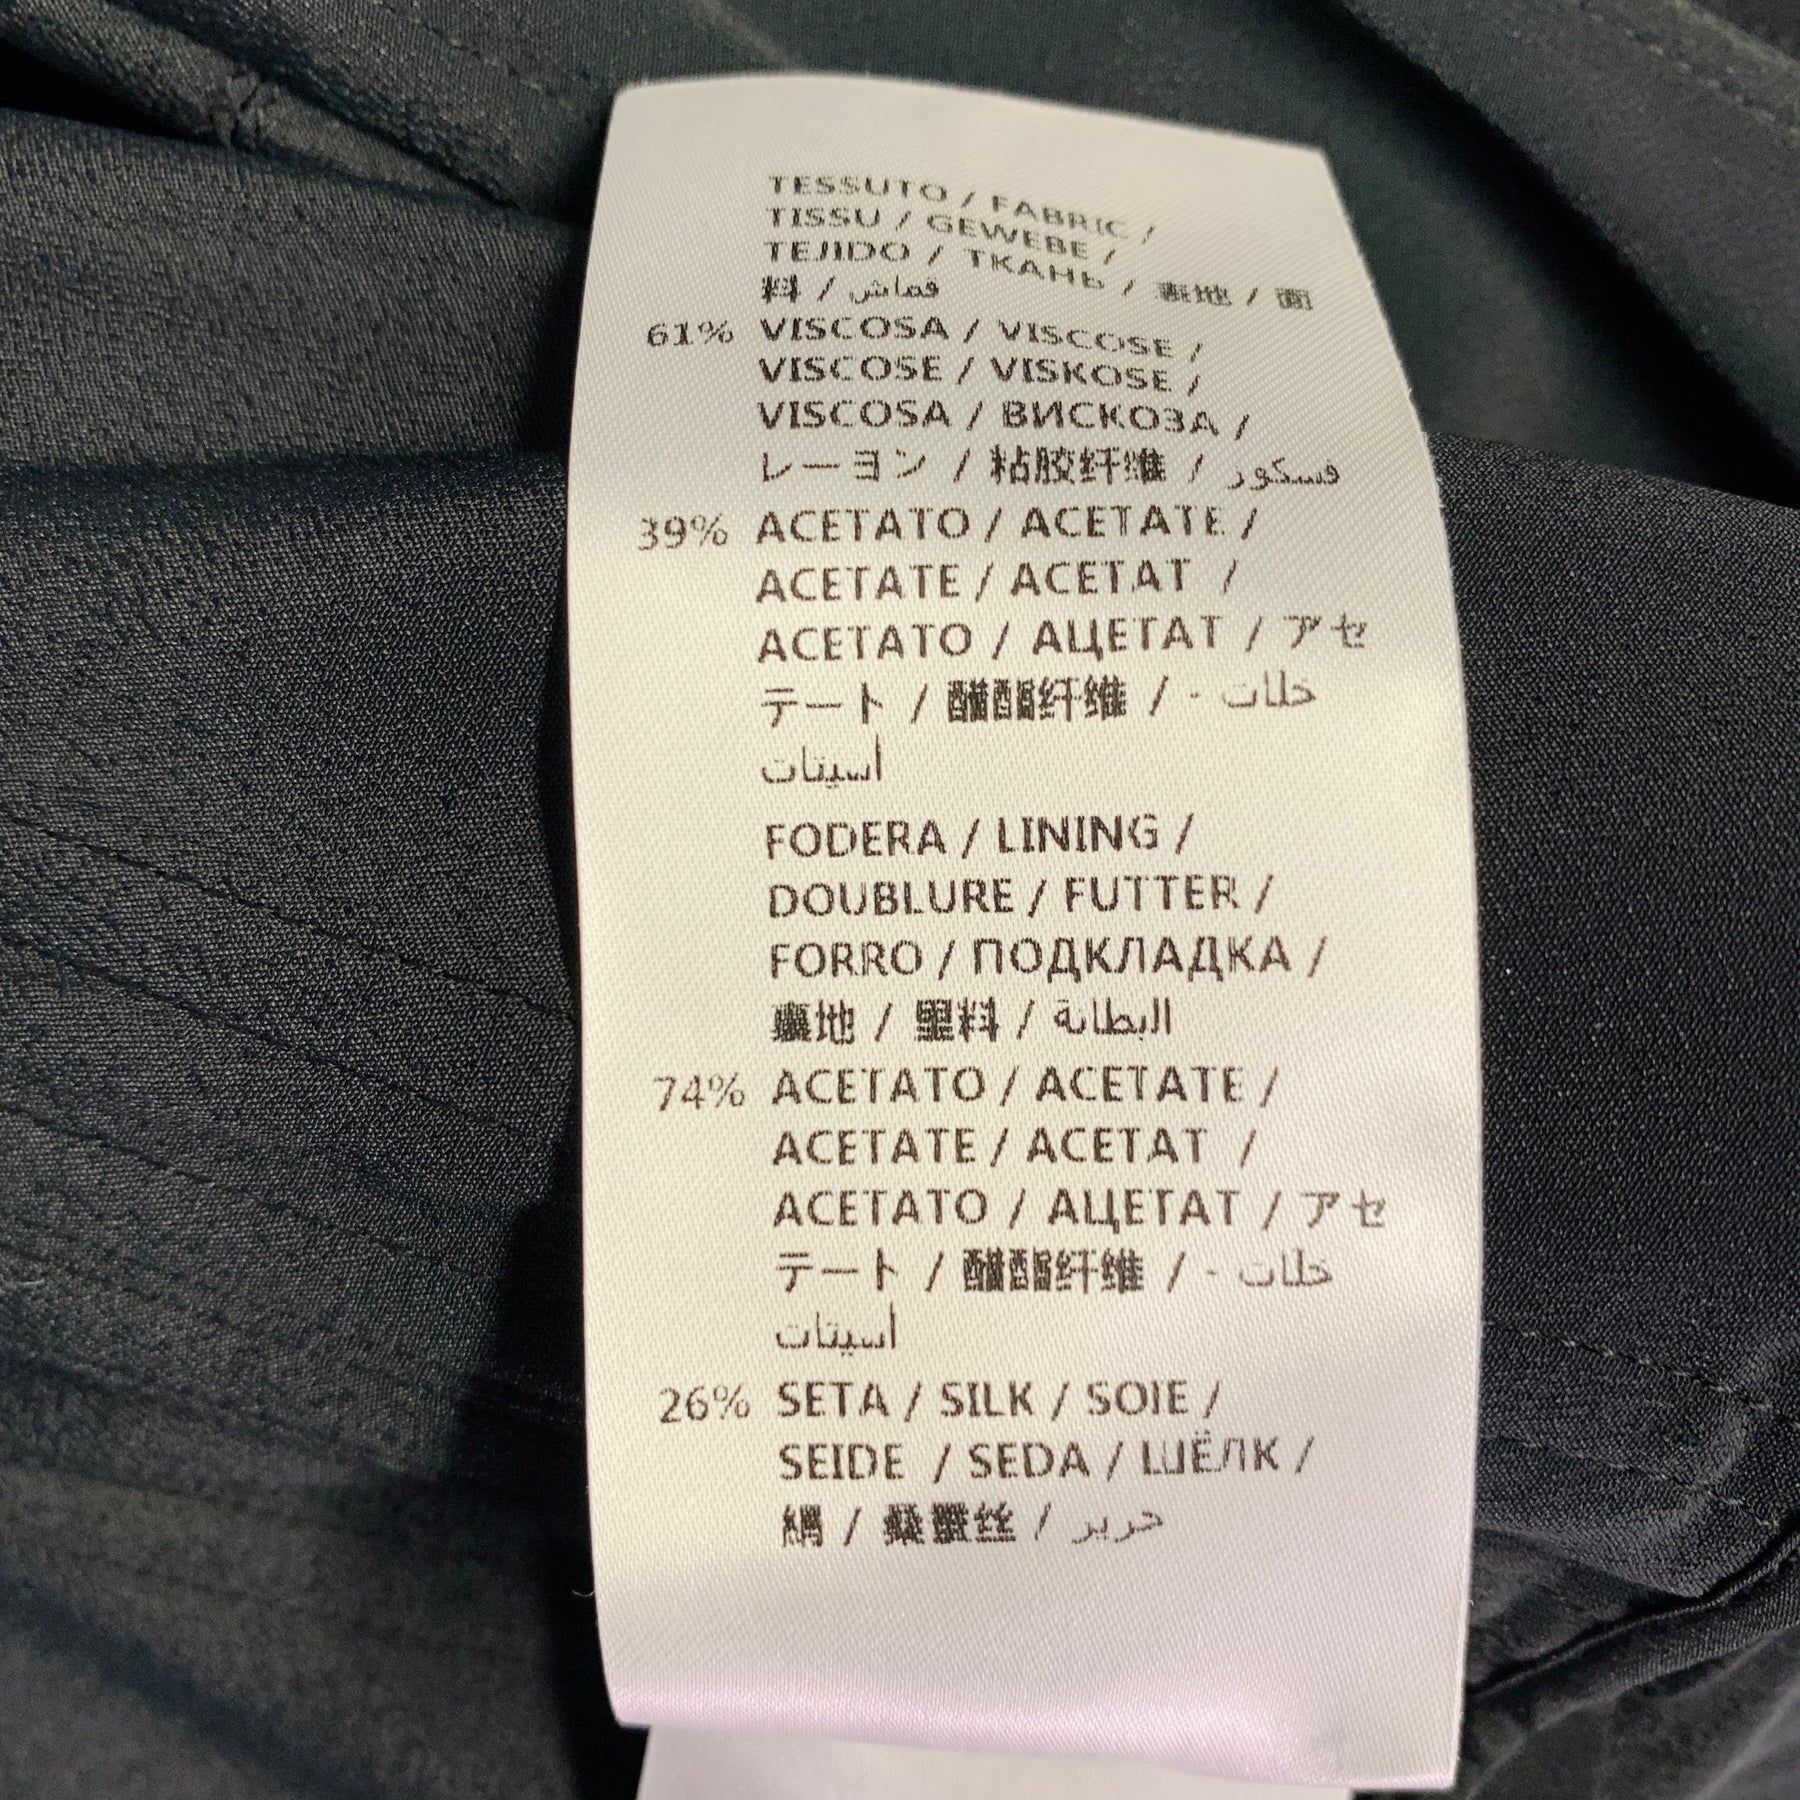 TESSUTO / FABRIC /
TISSU / GEWEBE /
TEJIDO / ТКАНЬ / 表地 / 面
料 / قماش
61% VISCOSA / VISCOSE /
VISCOSE / VISKOSE /
VISCOSA / ВИСКОЗА /
レーヨン / 粘胶纤维 / فسكور
39% ACETATO / ACETATE /
ACETATE / ACETAT /
ACETATO / АЦЕТАТ / アセ
テート / 醋酯纤维 / خلات -
أسيتات
FODERA / LINING /
DOUBLURE / FUTTER /
FORRO / ПОДКЛАДКА /
裏地 / 里料 / البطانة
74% ACETATO / ACETATE /
ACETATE / ACETAT /
ACETATO / АЦЕТАТ / アセ
テート / 醋酯纤维 / خلات -
أسيتات
26% SETA / SILK / SOIE /
SEIDE / SEDA / ШЁЛК /
絹 / 桑蚕丝 / حرير